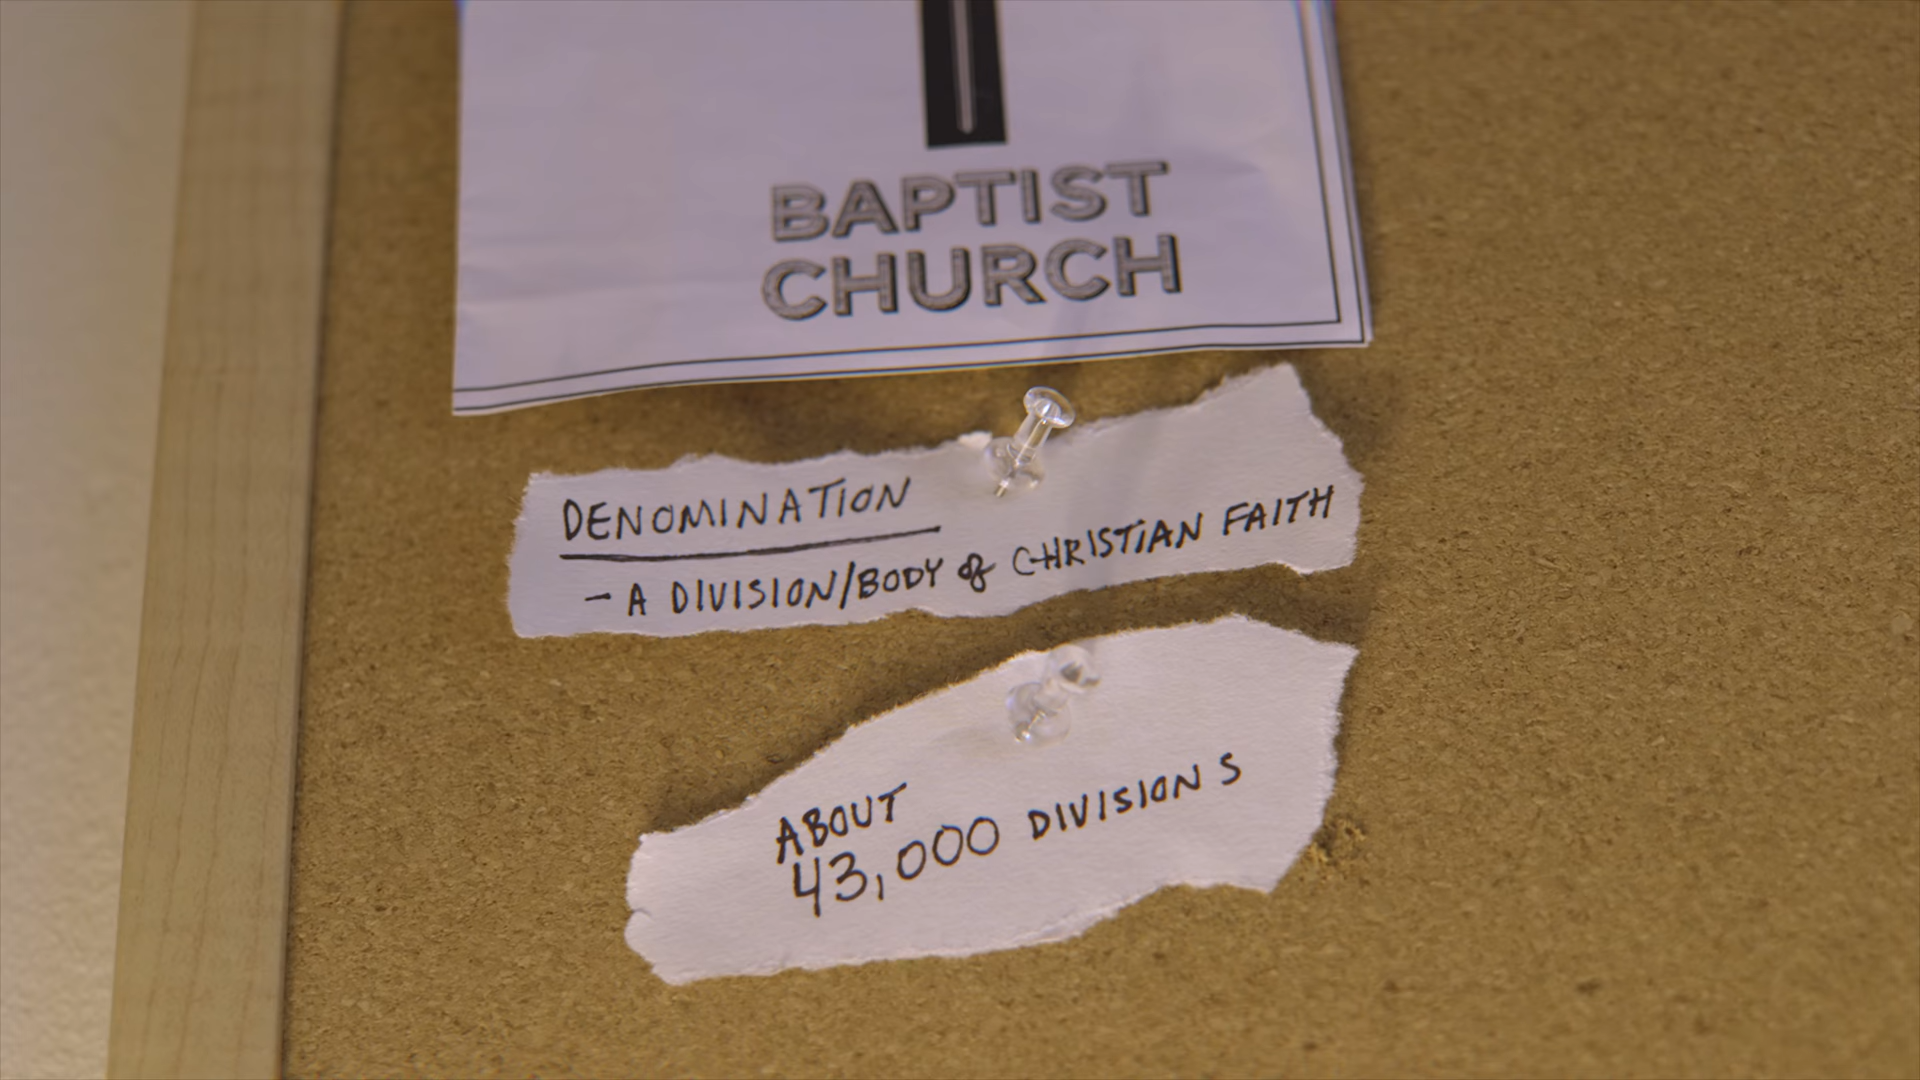 BAPTIST
CHURCH
DENOMINATION
- A DIVISION/BODY of CHRISTIAN FAITH
ABOUT
43,000 DIVISIONS